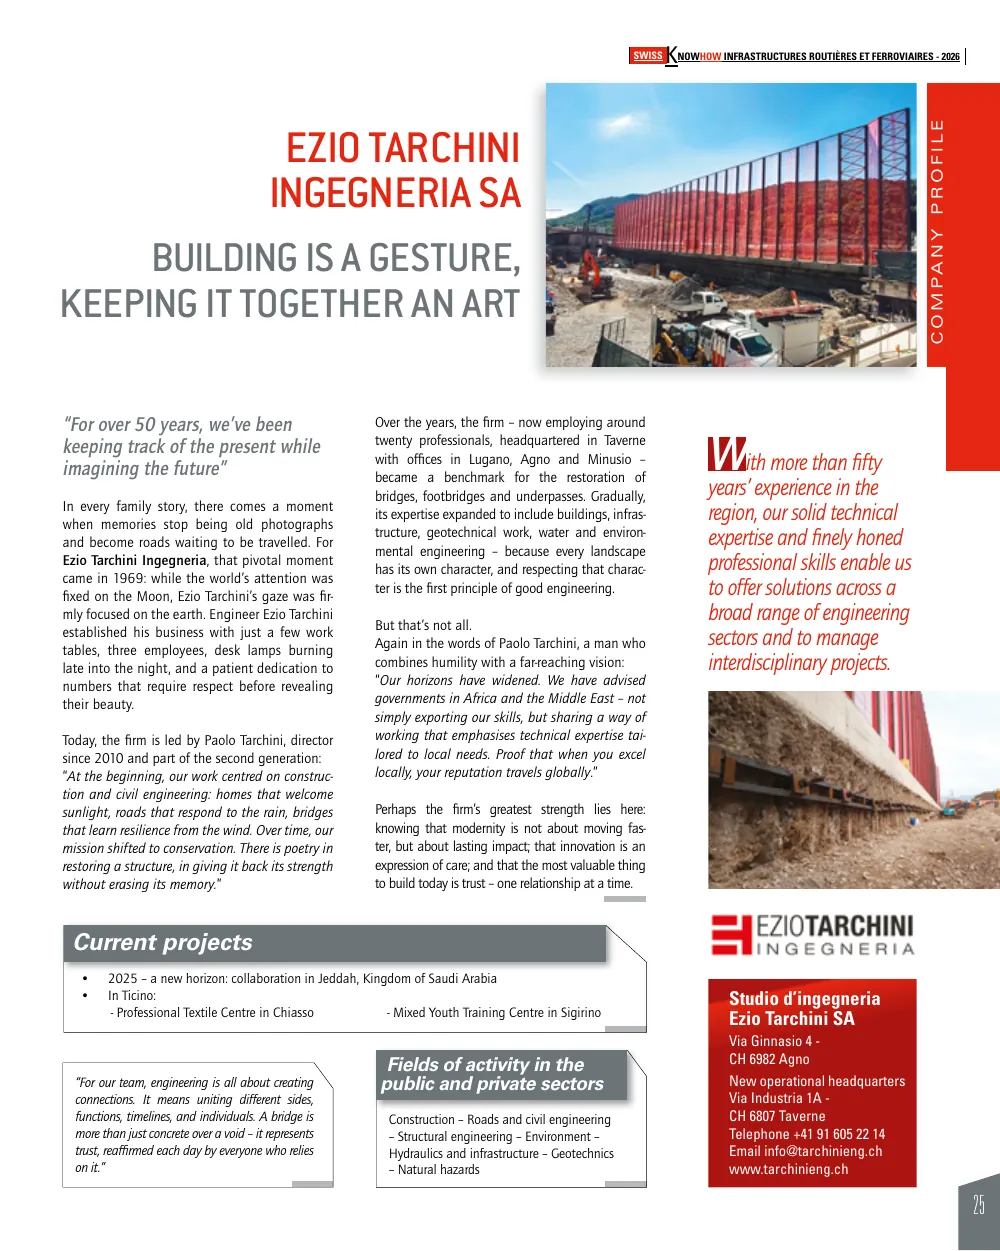 SWISS KNOWHOW INFRASTRUCTURES ROUTIÈRES ET FERROVIAIRES - 2026
COMPANY PROFILE
EZIO TARCHINI
INGEGNERIA SA
BUILDING IS A GESTURE,
KEEPING IT TOGETHER AN ART
"For over 50 years, we've been
keeping track of the present while
imagining the future"
In every family story, there comes a moment
when memories stop being old photographs
and become roads waiting to be travelled. For
Ezio Tarchini Ingegneria, that pivotal moment
came in 1969: while the world's attention was
fixed on the Moon, Ezio Tarchini's gaze was fir-
mly focused on the earth. Engineer Ezio Tarchini
established his business with just a few work
tables, three employees, desk lamps burning
late into the night, and a patient dedication to
numbers that require respect before revealing
their beauty.
Today, the firm is led by Paolo Tarchini, director
since 2010 and part of the second generation:
"At the beginning, our work centred on construc-
tion and civil engineering: homes that welcome
sunlight, roads that respond to the rain, bridges
that learn resilience from the wind. Over time, our
mission shifted to conservation. There is poetry in
restoring a structure, in giving it back its strength
without erasing its memory."
Over the years, the firm – now employing around
twenty professionals, headquartered in Taverne
with offices in Lugano, Agno and Minusio –
became a benchmark for the restoration of
bridges, footbridges and underpasses. Gradually,
its expertise expanded to include buildings, infras-
tructure, geotechnical work, water and environ-
mental engineering – because every landscape
has its own character, and respecting that charac-
ter is the first principle of good engineering.
But that's not all.
Again in the words of Paolo Tarchini, a man who
combines humility with a far-reaching vision:
"Our horizons have widened. We have advised
governments in Africa and the Middle East – not
simply exporting our skills, but sharing a way of
working that emphasises technical expertise tai-
lored to local needs. Proof that when you excel
locally, your reputation travels globally."
Perhaps the firm's greatest strength lies here:
knowing that modernity is not about moving fas-
ter, but about lasting impact; that innovation is an
expression of care; and that the most valuable thing
to build today is trust – one relationship at a time.
With more than fifty
years' experience in the
region, our solid technical
expertise and finely honed
professional skills enable us
to offer solutions across a
broad range of engineering
sectors and to manage
interdisciplinary projects.
Current projects
• 2025 – a new horizon: collaboration in Jeddah, Kingdom of Saudi Arabia
• In Ticino:
- Professional Textile Centre in Chiasso - Mixed Youth Training Centre in Sigirino
"For our team, engineering is all about creating
connections. It means uniting different sides,
functions, timelines, and individuals. A bridge is
more than just concrete over a void – it represents
trust, reaffirmed each day by everyone who relies
on it."
Fields of activity in the
public and private sectors
Construction – Roads and civil engineering
– Structural engineering – Environment –
Hydraulics and infrastructure – Geotechnics
– Natural hazards
EZIOTARCHINI
INGEGNERIA
Studio d'ingegneria
Ezio Tarchini SA
Via Ginnasio 4 -
CH 6982 Agno
New operational headquarters
Via Industria 1A -
CH 6807 Taverne
Telephone +41 91 605 22 14
Email info@tarchinieng.ch
www.tarchinieng.ch
25